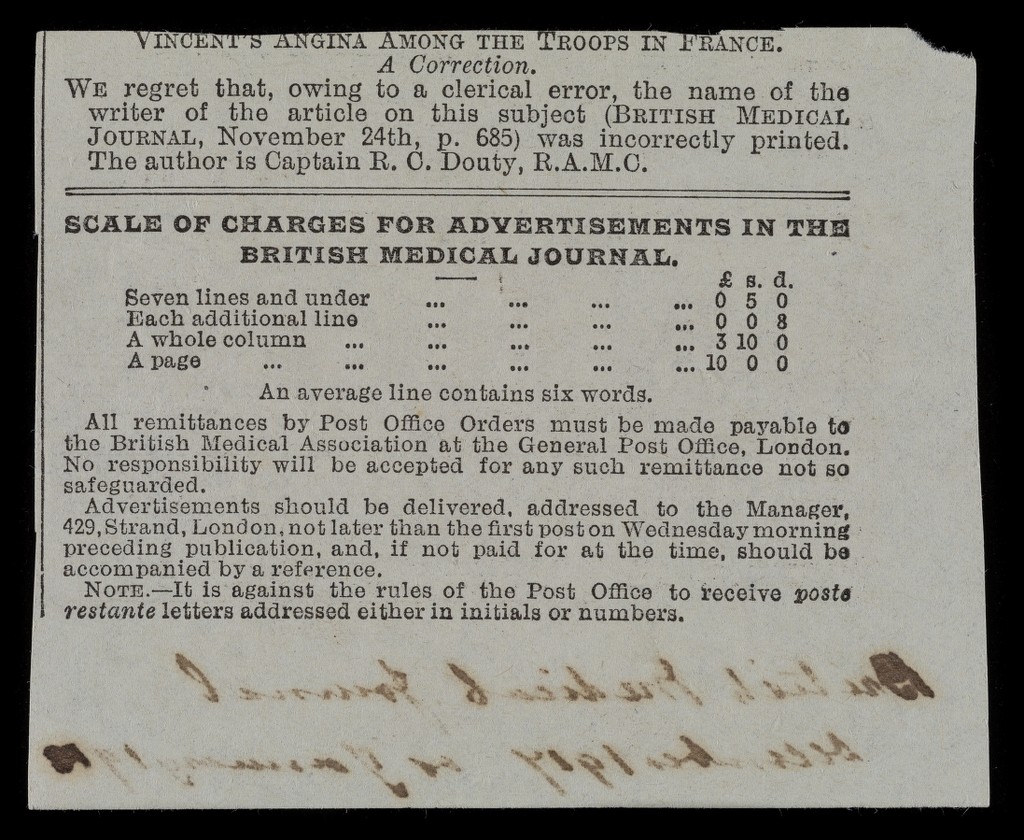 VINCENT'S ANGINA AMONG THE TROOPS IN FRANCE.
A Correction.
WE regret that, owing to a clerical error, the name of the
writer of the article on this subject (BRITISH MEDICAL
JOURNAL, November 24th, p. 685) was incorrectly printed.
The author is Captain R. C. Douty, R.A.M.C.
SCALE OF CHARGES FOR ADVERTISEMENTS IN THE
BRITISH MEDICAL JOURNAL.
£ s. d.
Seven lines and under ... ... ... ... 0 5 0
Each additional line ... ... ... ... 0 0 8
A whole column ... ... ... ... ... 3 10 0
A page ... ... ... ... ... ... 10 0 0
An average line contains six words.
All remittances by Post Office Orders must be made payable to
the British Medical Association at the General Post Office, London.
No responsibility will be accepted for any such remittance not so
safeguarded.
Advertisements should be delivered, addressed to the Manager,
429, Strand, London, not later than the first post on Wednesday morning
preceding publication, and, if not paid for at the time, should be
accompanied by a reference.
NOTE.—It is against the rules of the Post Office to receive poste
restante letters addressed either in initials or numbers.
British Medical Journal
December 1917 or January